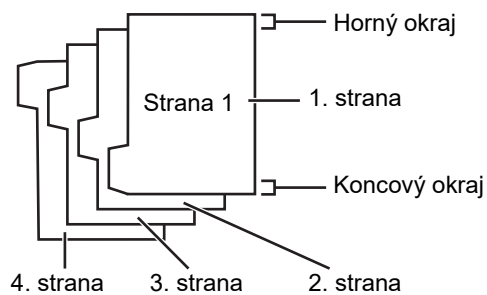 Horný okraj
Strana 1
1. strana
Koncový okraj
4. strana
3. strana
2. strana